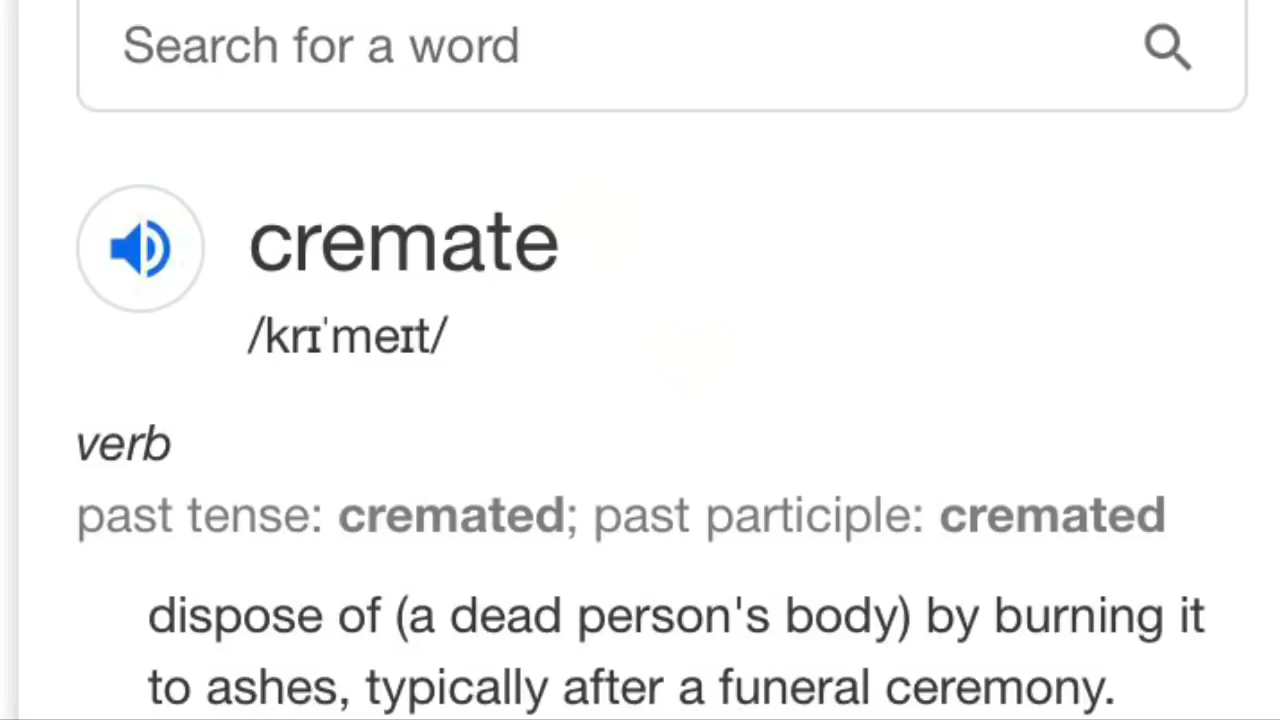 Search for a word
cremate
/krɪˈmeɪt/
verb
past tense: cremated; past participle: cremated
dispose of (a dead person's body) by burning it
to ashes, typically after a funeral ceremony.